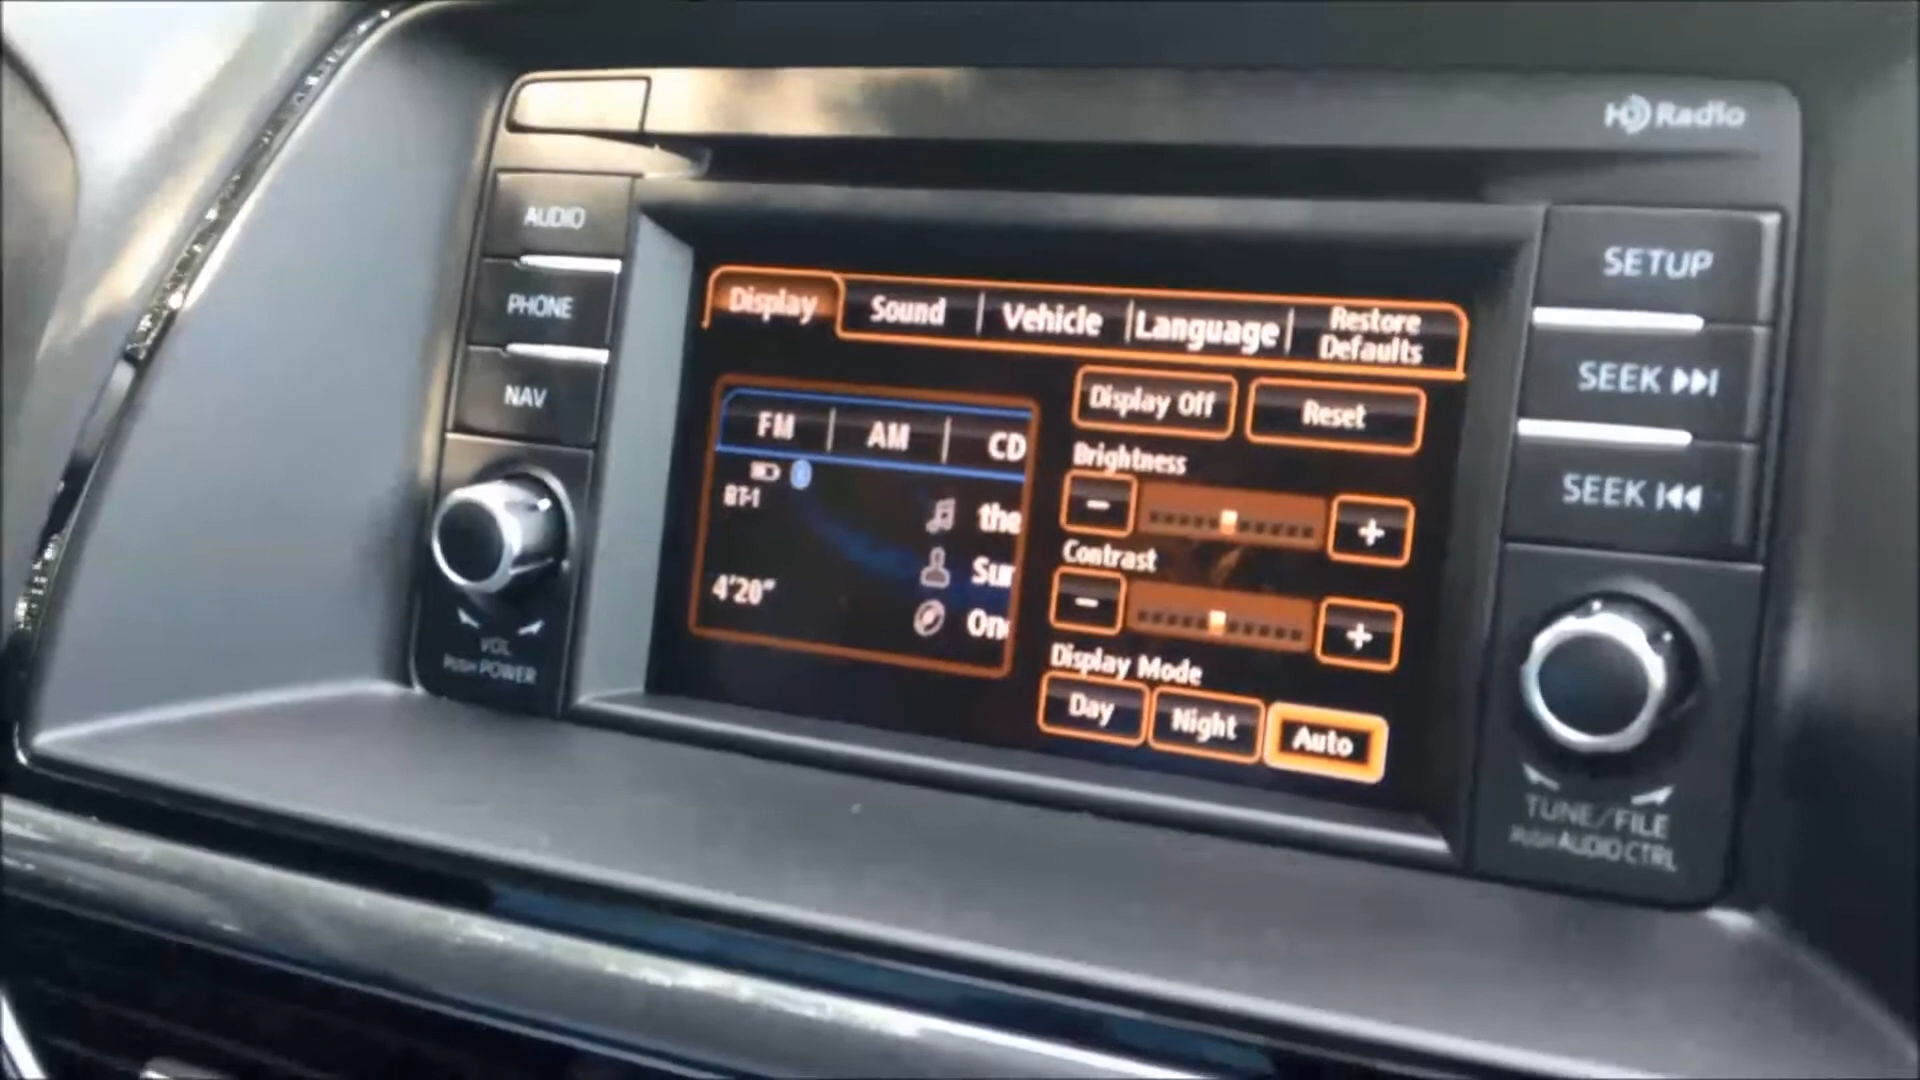 HD Radio
AUDIO
PHONE
NAV
VOL
PUSH POWER
Display Sound Vehicle Language Restore Defaults
FM AM CD
BT-1
the
Sur
4'20"
On
Display Off Reset
Brightness
- +
Contrast
- +
Display Mode
Day Night Auto
SETUP
SEEK
SEEK
TUNE/FILE
PUSH AUDIO CTRL